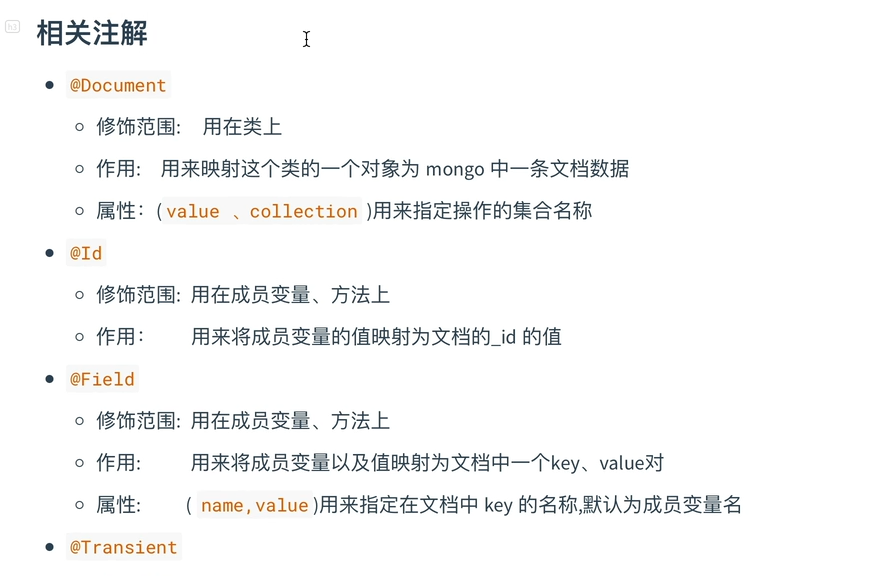 h3
相关注解
@Document
修饰范围: 用在类上
作用: 用来映射这个类的一个对象为 mongo 中一条文档数据
属性：(value 、collection )用来指定操作的集合名称
@Id
修饰范围: 用在成员变量、方法上
作用： 用来将成员变量的值映射为文档的_id 的值
@Field
修饰范围: 用在成员变量、方法上
作用: 用来将成员变量以及值映射为文档中一个key、value对
属性: ( name,value )用来指定在文档中 key 的名称,默认为成员变量名
@Transient